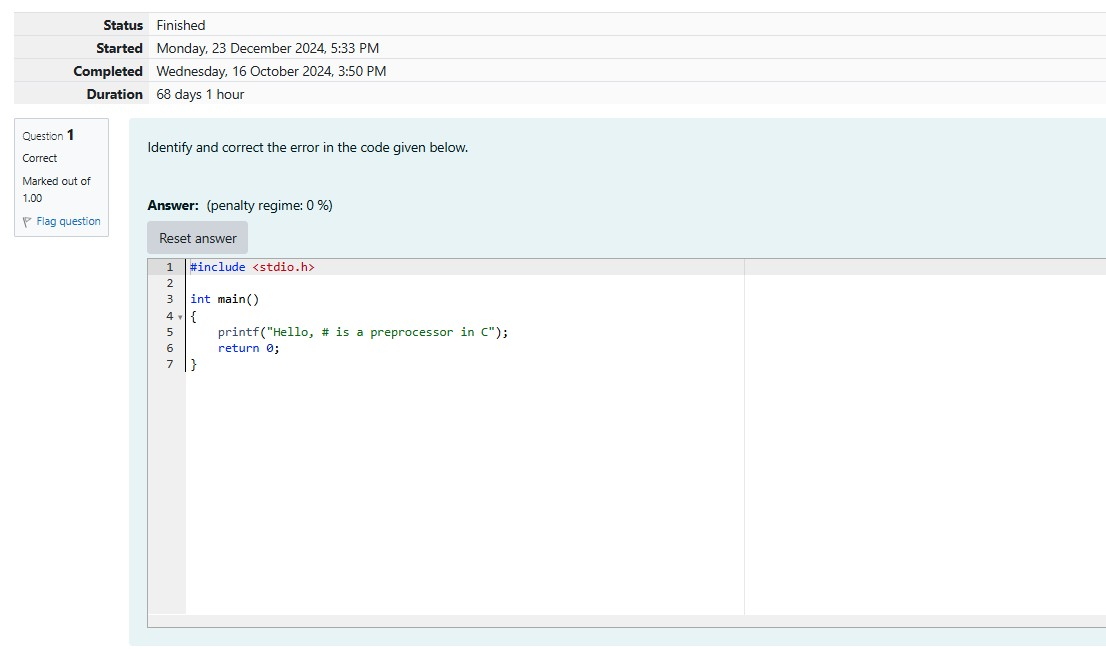 Status Finished
Started Monday, 23 December 2024, 5:33 PM
Completed Wednesday, 16 October 2024, 3:50 PM
Duration 68 days 1 hour
Question 1
Correct
Marked out of
1.00
Flag question
Identify and correct the error in the code given below.
Answer: (penalty regime: 0 %)
Reset answer
1 #include <stdio.h>
2
3 int main()
4 {
5 printf("Hello, # is a preprocessor in C");
6 return 0;
7 }